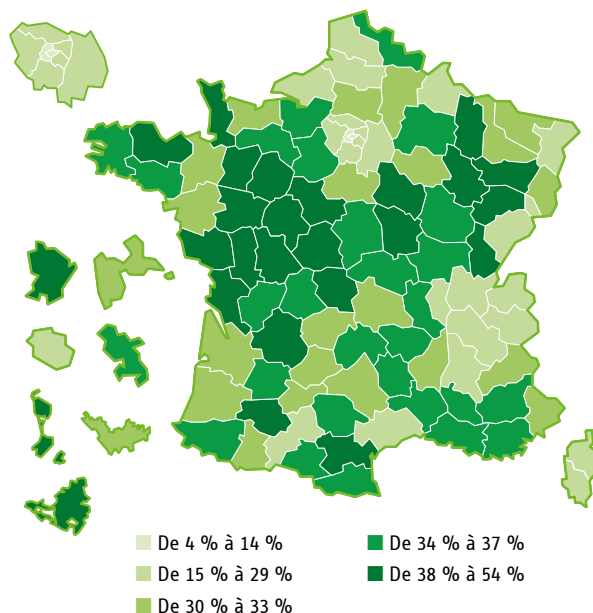 De 4 % à 14 %
De 15 % à 29 %
De 30 % à 33 %
De 34 % à 37 %
De 38 % à 54 %